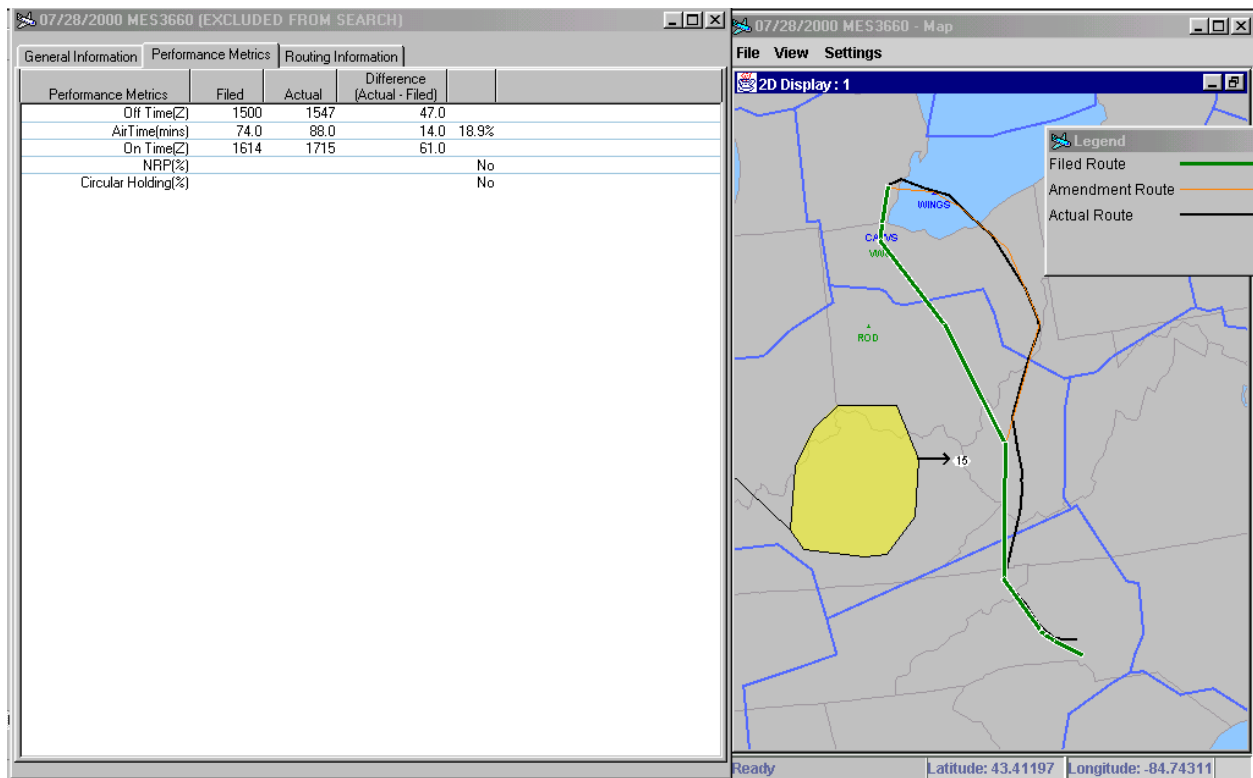 07/28/2000 MES3660 (EXCLUDED FROM SEARCH)
General Information Performance Metrics Routing Information
Performance Metrics Filed Actual Difference (Actual - Filed)
Off Time(Z) 1500 1547 47.0
AirTime(mins) 74.0 88.0 14.0 18.9%
On Time(Z) 1614 1715 61.0
NRP(%) No
Circular Holding(%) No
07/28/2000 MES3660 - Map
File View Settings
2D Display : 1
Legend
Filed Route
Amendment Route
Actual Route
WINGS
ROD
15
Ready Latitude: 43.41197 Longitude: -84.74311